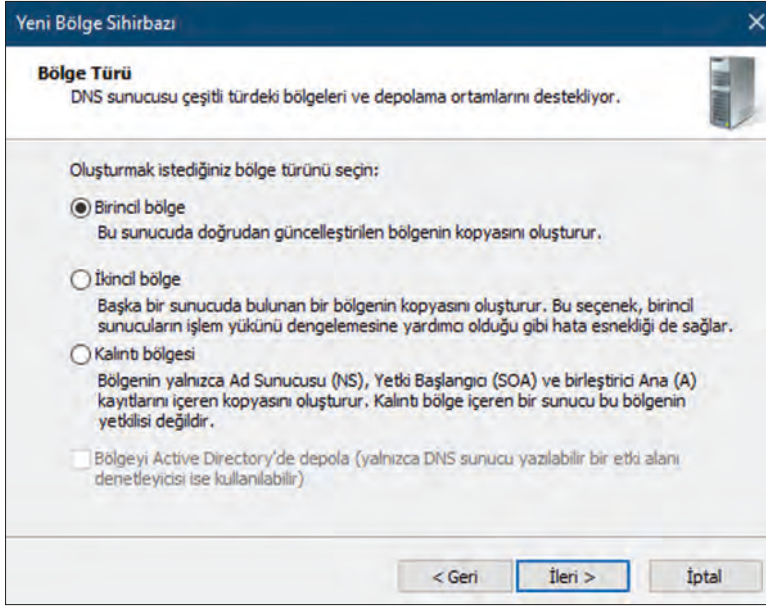 Yeni Bölge Sihirbazı
Bölge Türü
DNS sunucusu çeşitli türdeki bölgeleri ve depolama ortamlarını destekliyor.
Oluşturmak istediğiniz bölge türünü seçin:
Birincil bölge
Bu sunucuda doğrudan güncelleştirilen bölgenin kopyasını oluşturur.
İkincil bölge
Başka bir sunucuda bulunan bir bölgenin kopyasını oluşturur. Bu seçenek, birincil
sunucuların işlem yükünü dengelemesine yardımcı olduğu gibi hata esnekliği de sağlar.
Kalıntı bölgesi
Bölgenin yalnızca Ad Sunucusu (NS), Yetki Başlangıcı (SOA) ve birleştirici Ana (A)
kayıtlarını içeren kopyasını oluşturur. Kalıntı bölge içeren bir sunucu bu bölgenin
yetkilisi değildir.
Bölgeyi Active Directory'de depola (yalnızca DNS sunucu yazılabilir bir etki alanı
denetleyicisi ise kullanılabilir)
< Geri İleri > İptal